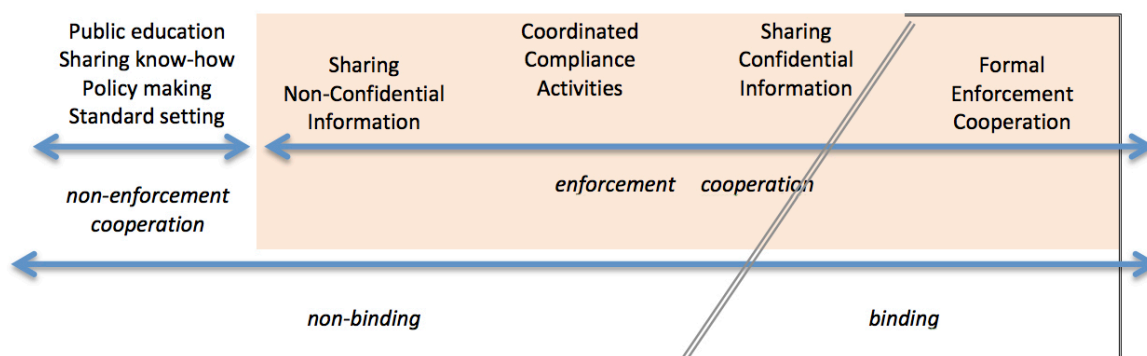 Public education
Sharing know-how
Policy making
Standard setting
Sharing
Non-Confidential
Information
Coordinated
Compliance
Activities
Sharing
Confidential
Information
Formal
Enforcement
Cooperation
non-enforcement
cooperation
enforcement cooperation
non-binding
binding